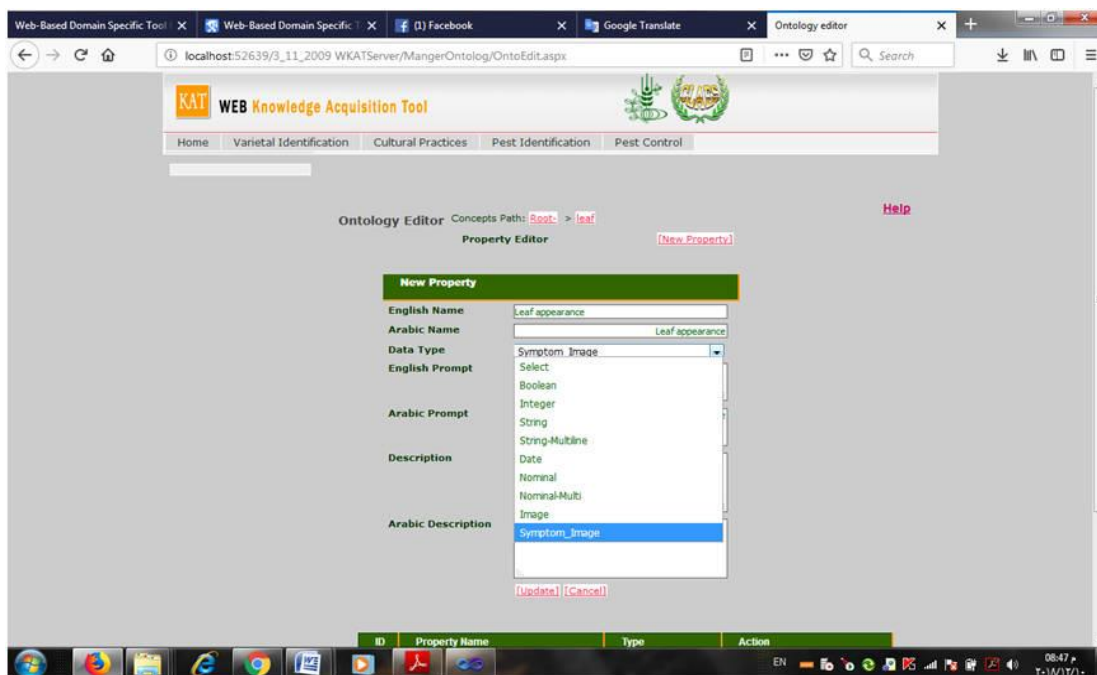 Web-Based Domain Specific Tool
Web-Based Domain Specific T
(1) Facebook
Google Translate
Ontology editor
localhost:52639/3_11_2009 WKATServer/MangerOntolog/OntoEdit.aspx
Search
KAT WEB Knowledge Acquisition Tool
Home Varietal Identification Cultural Practices Pest Identification Pest Control
Help
Ontology Editor Concepts Path: Root- > leaf
Property Editor [New Property]
New Property
English Name Leaf appearance
Arabic Name Leaf appearance
Data Type Symptom_Image
English Prompt
Arabic Prompt
Description
Arabic Description
Select
Boolean
Integer
String
String-Multiline
Date
Nominal
Nominal-Multi
Image
Symptom_Image
[Update] [Cancel]
ID Property Name Type Action
EN
08:47 م
٢٠١٨/١٢/١٠